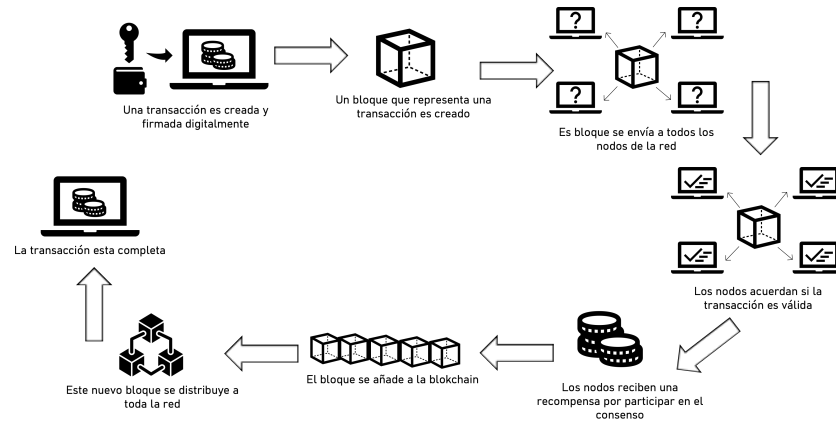 Una transacción es creada y
firmada digitalmente
Un bloque que representa una
transacción es creado
Es bloque se envía a todos los
nodos de la red
Los nodos acuerdan si la
transacción es válida
Los nodos reciben una
recompensa por participar en el
consenso
El bloque se añade a la blokchain
Este nuevo bloque se distribuye a
toda la red
La transacción esta completa